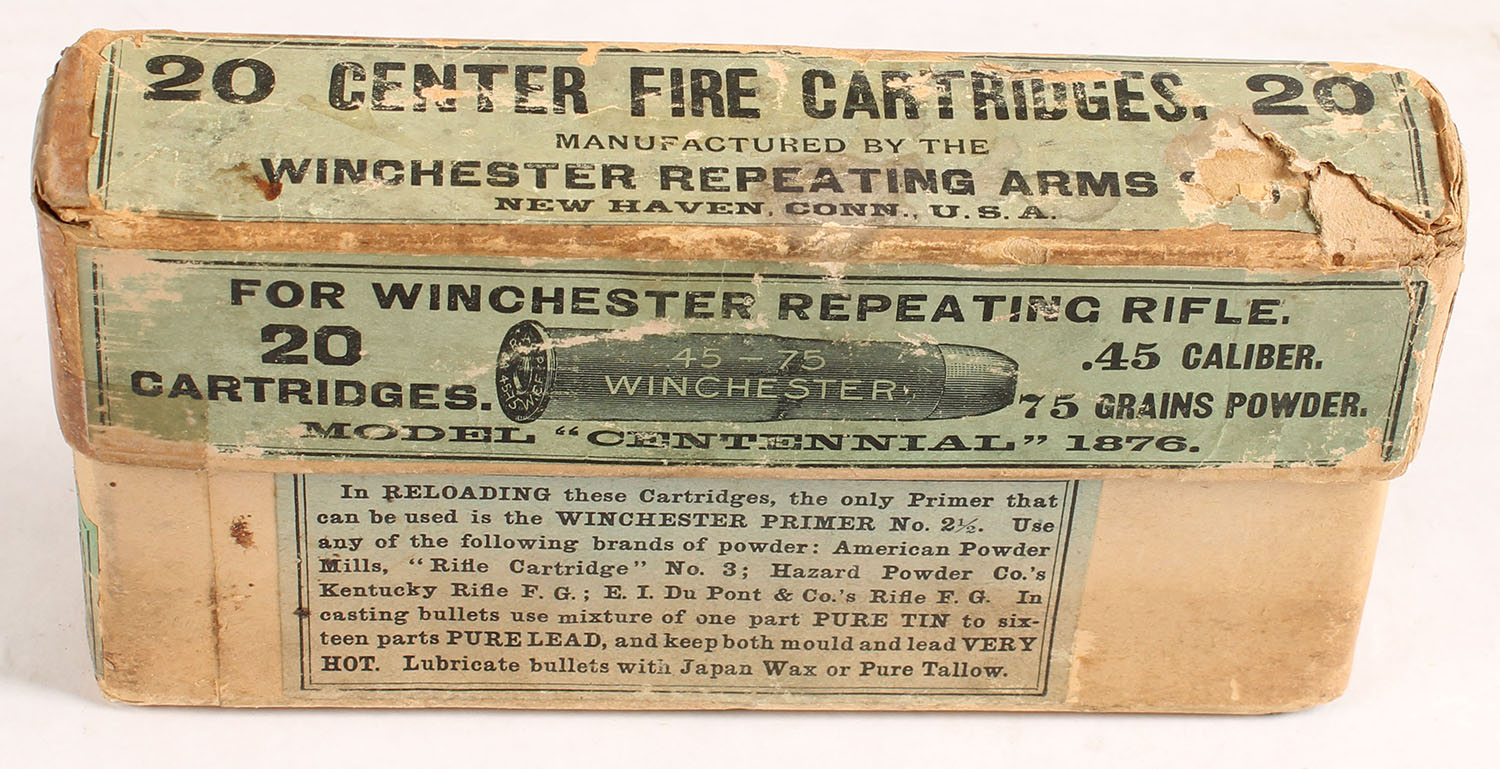 20 CENTER FIRE CARTRIDGES. 20
MANUFACTURED BY THE
WINCHESTER REPEATING ARMS
NEW HAVEN, CONN., U.S.A.
FOR WINCHESTER REPEATING RIFLE.
20
CARTRIDGES.
45-75
WINCHESTER
.45 CALIBER.
75 GRAINS POWDER.
MODEL "CENTENNIAL" 1876.
In RELOADING these Cartridges, the only Primer that
can be used is the WINCHESTER PRIMER No. 2½. Use
any of the following brands of powder: American Powder
Mills, "Rifle Cartridge" No. 3; Hazard Powder Co.'s
Kentucky Rifle F. G.; E. I. Du Pont & Co.'s Rifle F. G. In
casting bullets use mixture of one part PURE TIN to six-
teen parts PURE LEAD, and keep both mould and lead VERY
HOT. Lubricate bullets with Japan Wax or Pure Tallow.